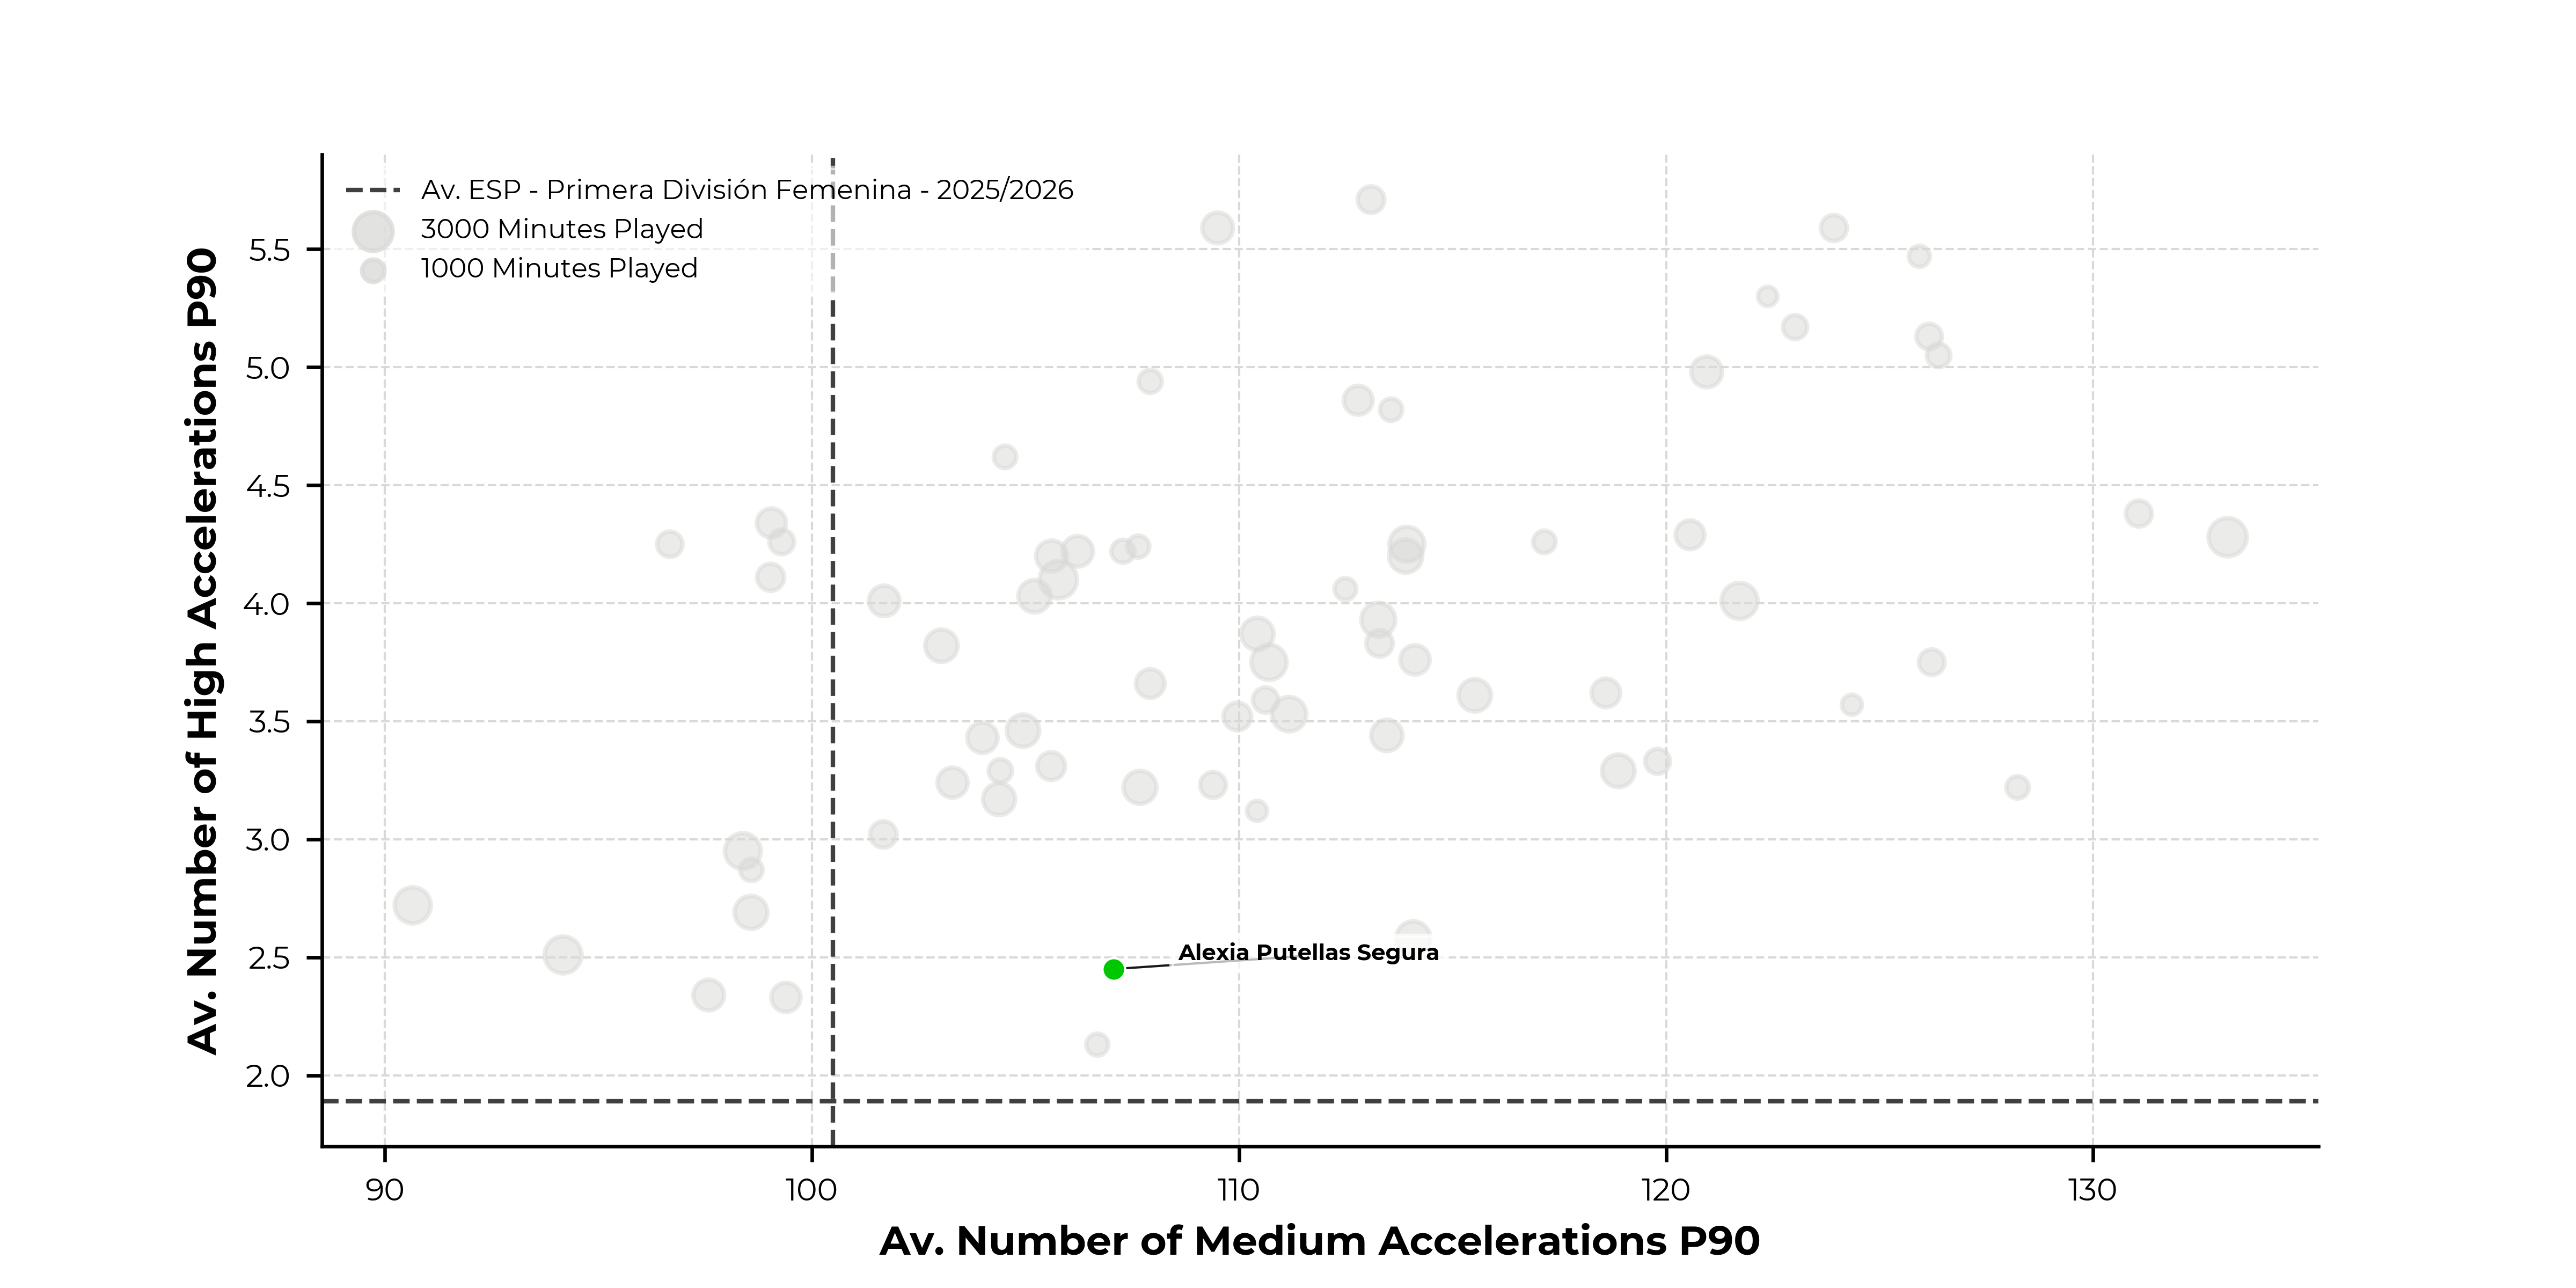 Av. ESP - Primera División Femenina - 2025/2026
3000 Minutes Played
1000 Minutes Played
Av. Number of High Accelerations P90
5.5
5.0
4.5
4.0
3.5
3.0
2.5
2.0
Alexia Putellas Segura
90
100
110
120
130
Av. Number of Medium Accelerations P90